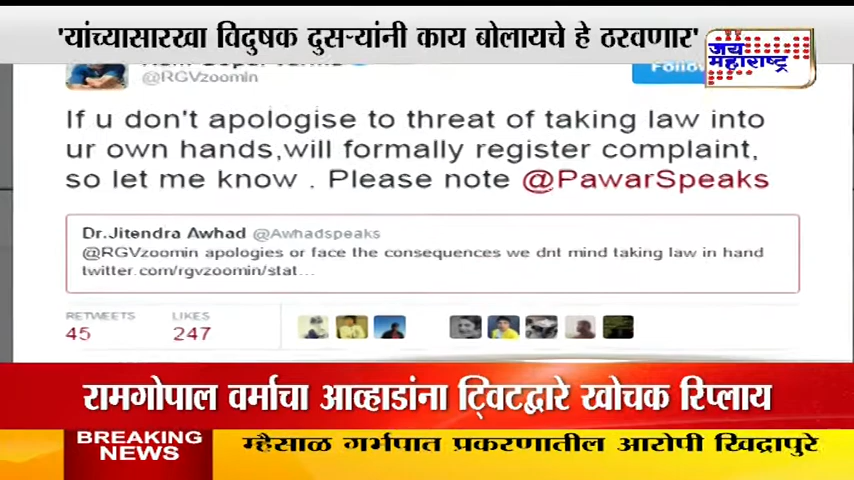 'यांच्यासारखा विदुषक दुसऱ्यांनी काय बोलायचे हे ठरवणार'
जय महाराष्ट्र
@RGVzoomin
Follow
If u don't apologise to threat of taking law into
ur own hands,will formally register complaint,
so let me know . Please note @PawarSpeaks
Dr.Jitendra Awhad @Awhadspeaks
@RGVzoomin apologies or face the consequences we dnt mind taking law in hand
twitter.com/rgvzoomin/stat...
RETWEETS LIKES
45 247
रामगोपाल वर्माचा आव्हाडांना ट्विटद्वारे खोचक रिप्लाय
BREAKING NEWS
म्हैसाळ गर्भपात प्रकरणातील आरोपी खिद्रापुरे